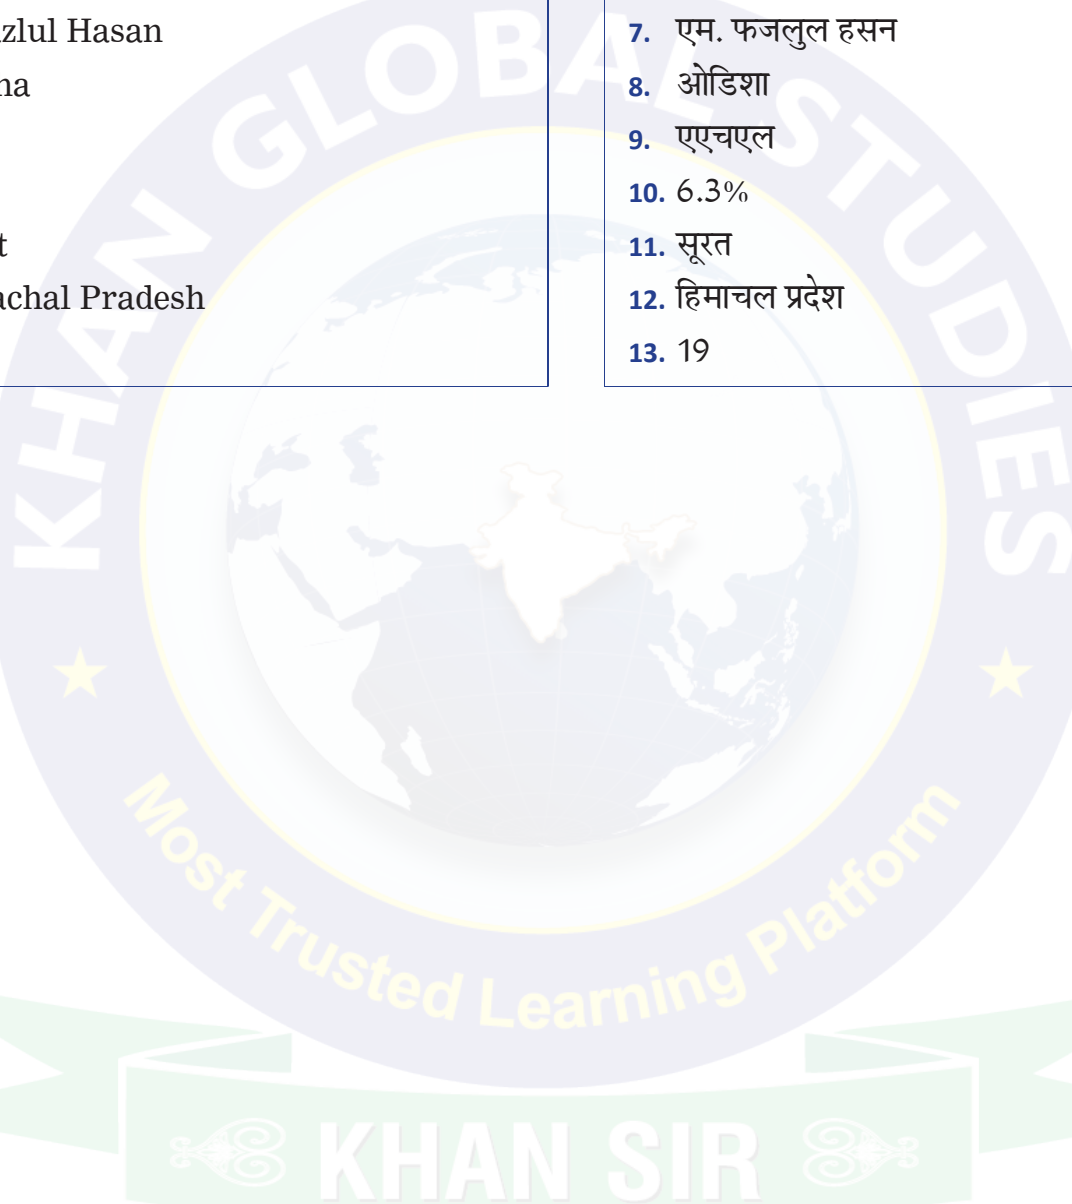 zlul Hasan
na
t
achal Pradesh
7. एम. फजलुल हसन
8. ओडिशा
9. एएचएल
10. 6.3%
11. सूरत
12. हिमाचल प्रदेश
13. 19
KHAN GLOBAL STUDIES
Most Trusted Learning Platform
KHAN SIR